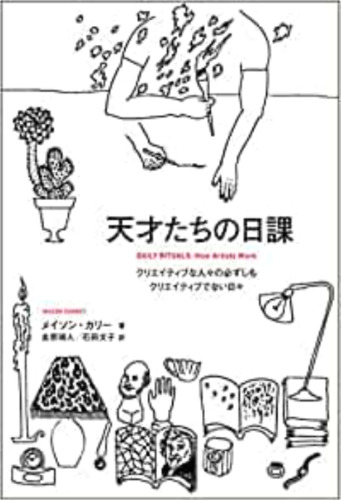 天才たちの日課
DAILY RITUALS: How Artists Work
クリエイティブな人々の必ずしも
クリエイティブでない日々
MASON CURREY
メイソン・カリー 著
金原瑞人／石田文子 訳